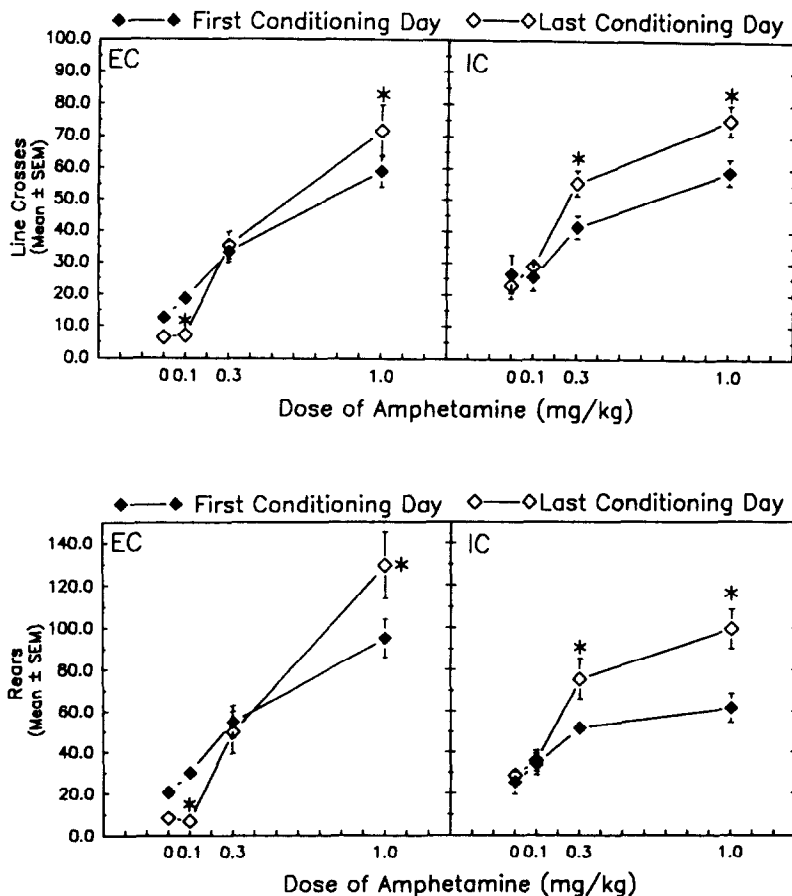 First Conditioning Day Last Conditioning Day
EC IC
100.0
90.0
80.0
70.0
60.0
50.0
40.0
30.0
20.0
10.0
0.0
Line Crosses
(Mean ± SEM)
* * * *
*
0 0.1 0.3 1.0 0 0.1 0.3 1.0
Dose of Amphetamine (mg/kg)
First Conditioning Day Last Conditioning Day
EC IC
140.0
120.0
100.0
80.0
60.0
40.0
20.0
0.0
Rears
(Mean ± SEM)
* * * *
0 0.1 0.3 1.0 0 0.1 0.3 1.0
Dose of Amphetamine (mg/kg)